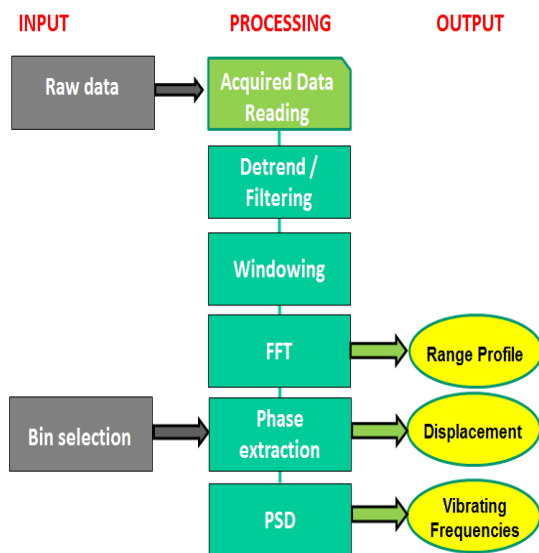 INPUT
PROCESSING
OUTPUT
Raw data
Acquired Data
Reading
Detrend /
Filtering
Windowing
FFT
Range Profile
Bin selection
Phase
extraction
Displacement
PSD
Vibrating
Frequencies